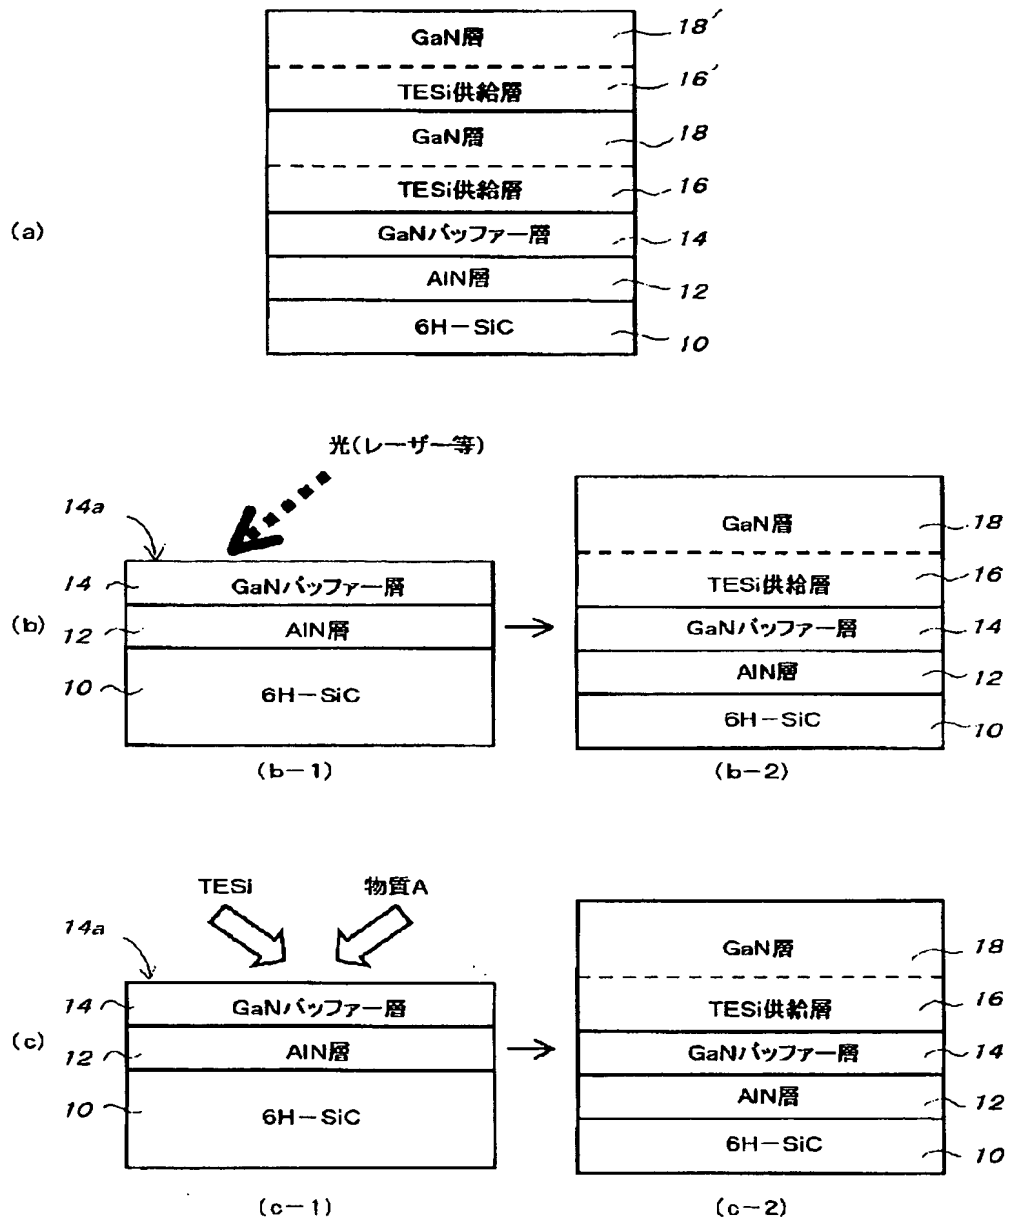 GaN層 18′
TESi供給層 16′
GaN層 18
TESi供給層 16
(a)
GaNバッファー層 14
AlN層 12
6H－SiC 10
光(レーザー等)
14a
14 GaNバッファー層
(b)
12 AlN層
10 6H－SiC
(b－1)
GaN層 18
TESi供給層 16
GaNバッファー層 14
AlN層 12
6H－SiC 10
(b－2)
TESi 物質A
14a
14 GaNバッファー層
(c)
12 AlN層
10 6H－SiC
(c－1)
GaN層 18
TESi供給層 16
GaNバッファー層 14
AlN層 12
6H－SiC 10
(c－2)